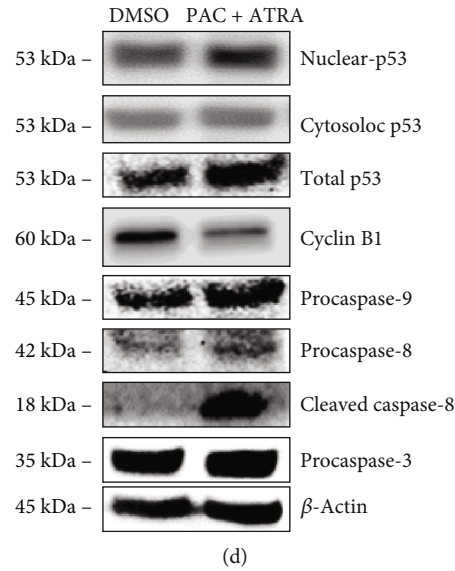 DMSO PAC + ATRA
53 kDa – Nuclear-p53
53 kDa – Cytosoloc p53
53 kDa – Total p53
60 kDa – Cyclin B1
45 kDa – Procaspase-9
42 kDa – Procaspase-8
18 kDa – Cleaved caspase-8
35 kDa – Procaspase-3
45 kDa – β-Actin
(d)